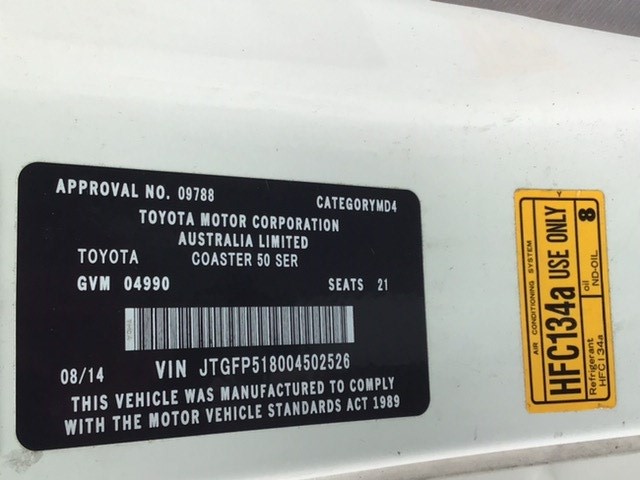 APPROVAL NO. 09788 CATEGORYMD4
TOYOTA MOTOR CORPORATION
AUSTRALIA LIMITED
TOYOTA COASTER 50 SER
GVM 04990 SEATS 21
08/14 VIN JTGFP518004502526
THIS VEHICLE WAS MANUFACTURED TO COMPLY
WITH THE MOTOR VEHICLE STANDARDS ACT 1989
AIR CONDITIONING SYSTEM
HFC134a USE ONLY 8
Refrigerant oil
HFC134a ND-OIL